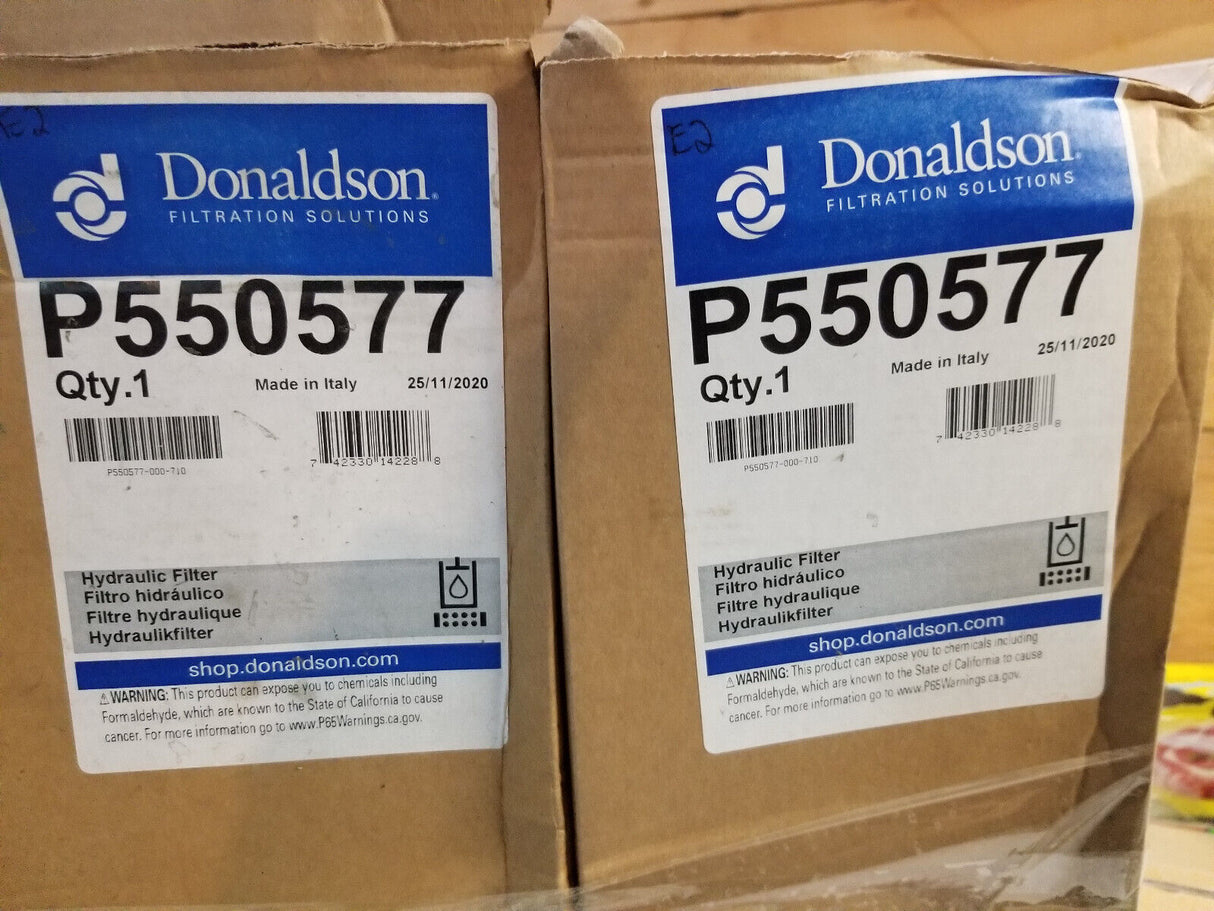 E2
Donaldson®
FILTRATION SOLUTIONS
P550577
Qty.1 Made in Italy 25/11/2020
P550577-000-710
7 42330 14228 8
Hydraulic Filter
Filtro hidráulico
Filtre hydraulique
Hydraulikfilter
shop.donaldson.com
⚠WARNING: This product can expose you to chemicals including
Formaldehyde, which are known to the State of California to cause
cancer. For more information go to www.P65Warnings.ca.gov.
E2
Donaldson®
FILTRATION SOLUTIONS
P550577
Qty.1 Made in Italy 25/11/2020
P550577-000-710
7 42330 14228 8
Hydraulic Filter
Filtro hidráulico
Filtre hydraulique
Hydraulikfilter
shop.donaldson.com
⚠WARNING: This product can expose you to chemicals including
Formaldehyde, which are known to the State of California to cause
cancer. For more information go to www.P65Warnings.ca.gov.